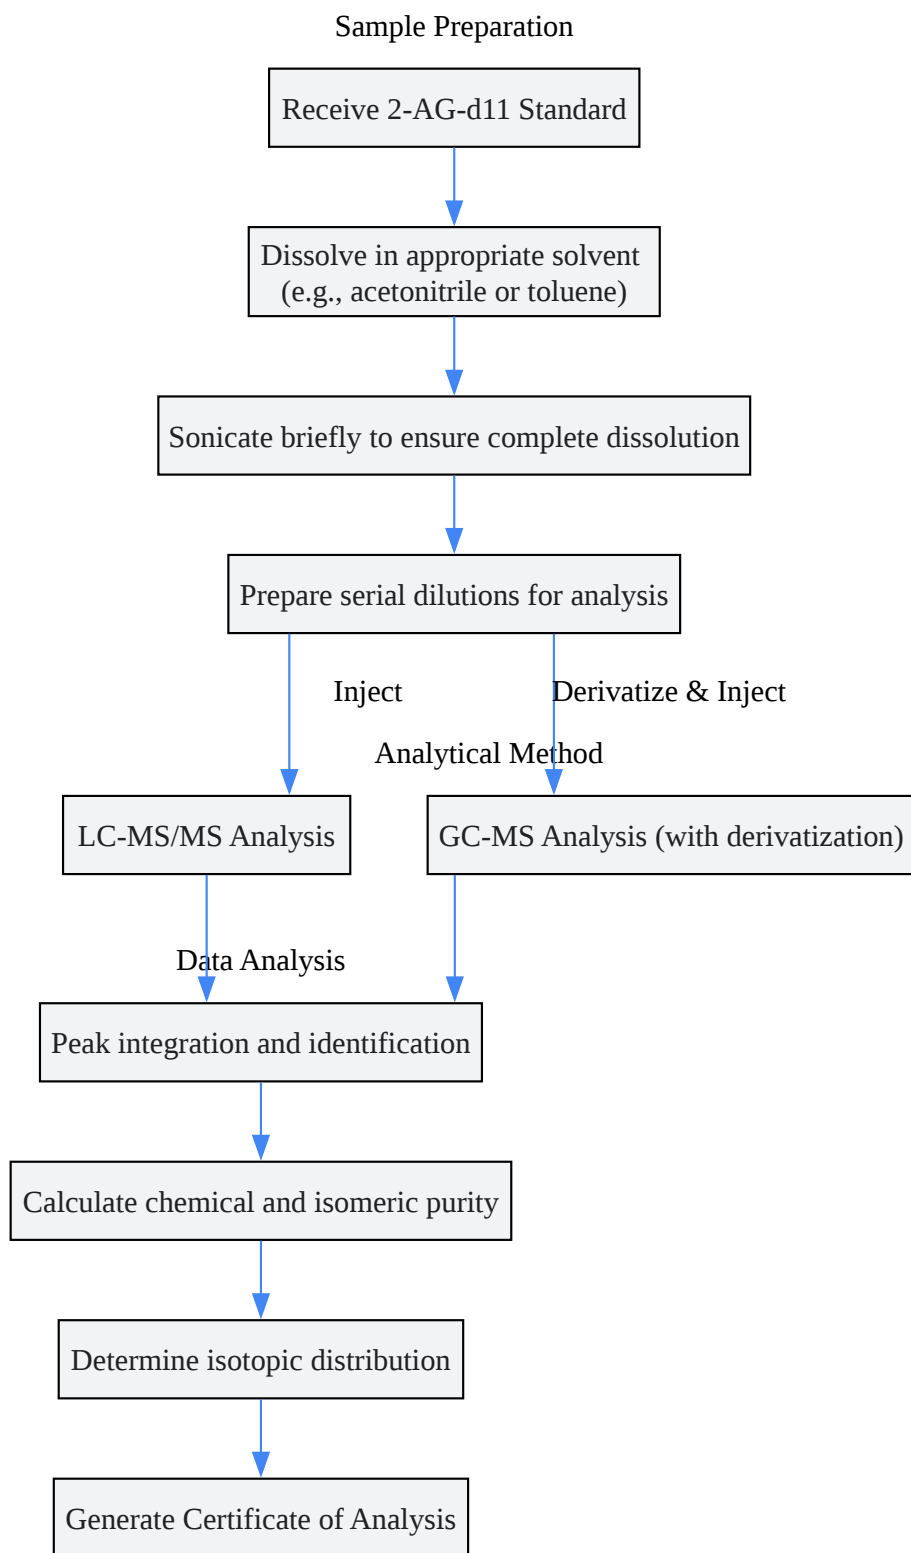 Sample Preparation
Receive 2-AG-d11 Standard
Dissolve in appropriate solvent
(e.g., acetonitrile or toluene)
Sonicate briefly to ensure complete dissolution
Prepare serial dilutions for analysis
Inject
Derivatize & Inject
Analytical Method
LC-MS/MS Analysis
GC-MS Analysis (with derivatization)
Data Analysis
Peak integration and identification
Calculate chemical and isomeric purity
Determine isotopic distribution
Generate Certificate of Analysis